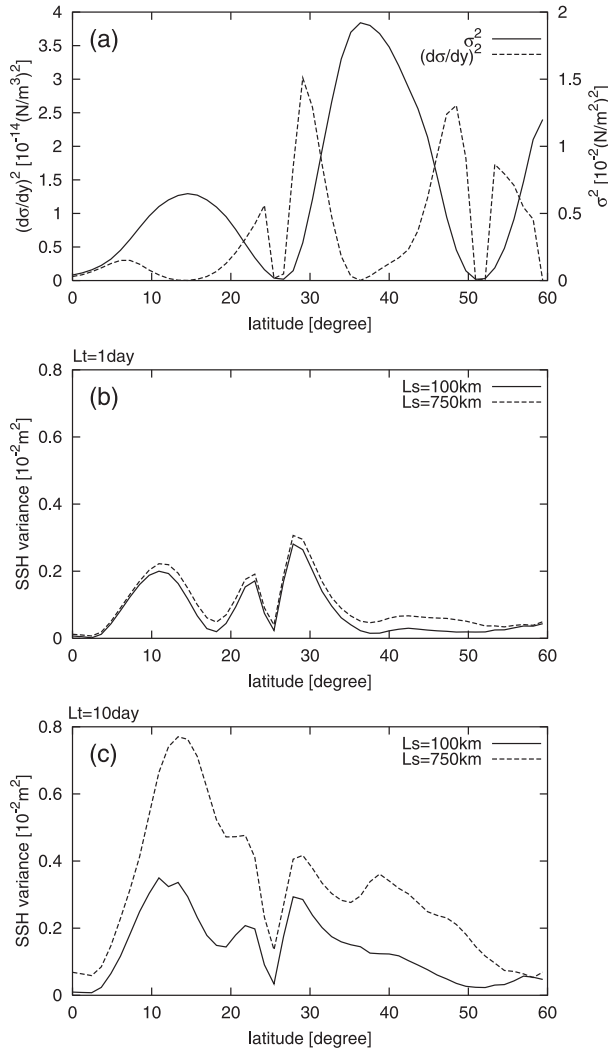 (a)
σ²
(dσ/dy)²
4
3.5
3
2.5
2
1.5
1
0.5
0
2
1.5
1
0.5
0
(dσ/dy)² [10⁻¹⁴(N/m³)²]
σ² [10⁻²(N/m²)²]
0 10 20 30 40 50 60
latitude [degree]
Lt=1day
(b)
Ls=100km
Ls=750km
0.8
0.6
0.4
0.2
0
SSH variance [10⁻²m²]
0 10 20 30 40 50 60
latitude [degree]
Lt=10day
(c)
Ls=100km
Ls=750km
0.8
0.6
0.4
0.2
0
SSH variance [10⁻²m²]
0 10 20 30 40 50 60
latitude [degree]